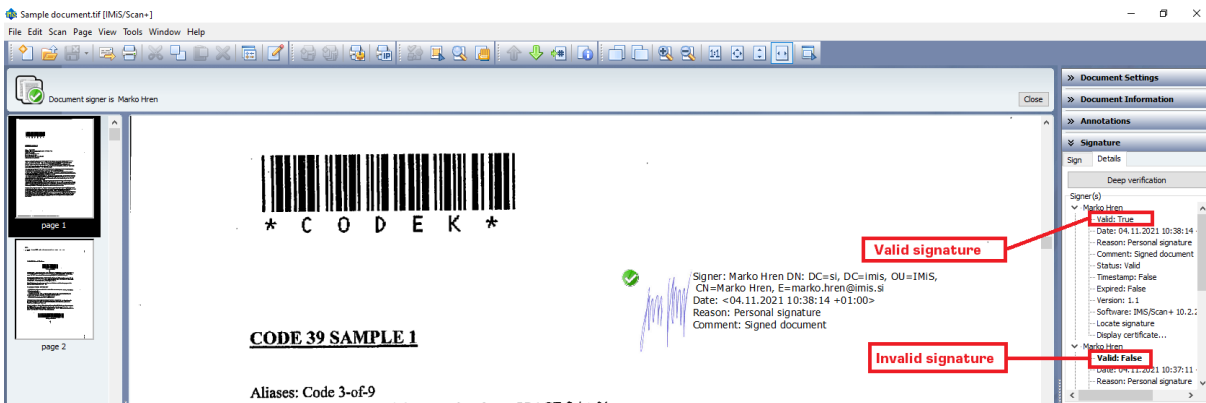 Sample document.tif [IMiS/Scan+]
File Edit Scan Page View Tools Window Help
Document signer is Marko Hren
Close
page 1
page 2
* C O D E K *
CODE 39 SAMPLE 1
Aliases: Code 3-of-9
Signer: Marko Hren DN: DC=si, DC=imis, OU=IMiS,
CN=Marko Hren, E=marko.hren@imis.si
Date: <04.11.2021 10:38:14 +01:00>
Reason: Personal signature
Comment: Signed document
Valid signature
Invalid signature
Document Settings
Document Information
Annotations
Signature
Sign Details
Deep verification
Signer(s)
Marko Hren
Valid: True
Date: 04.11.2021 10:38:14
Reason: Personal signature
Comment: Signed document
Status: Valid
Timestamp: False
Expired: False
Version: 1.1
Software: IMiS/Scan+ 10.2.2
Locate signature
Display certificate...
Marko Hren
Valid: False
Date: 04.11.2021 10:37:11
Reason: Personal signature